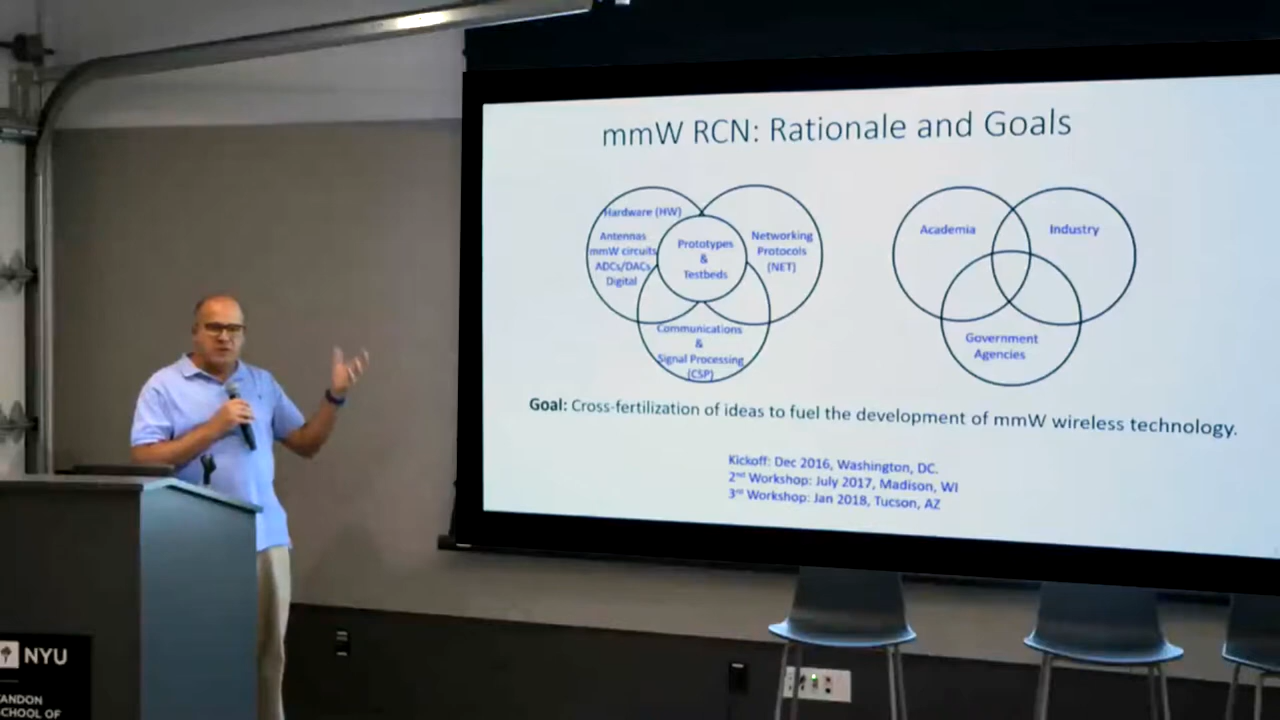 mmW RCN: Rationale and Goals
Hardware (HW)
Antennas
mmW circuits
ADCs/DACs
Digital
Prototypes
&
Testbeds
Networking
Protocols
(NET)
Communications
&
Signal Processing
(CSP)
Academia
Industry
Government
Agencies
Goal: Cross-fertilization of ideas to fuel the development of mmW wireless technology.
Kickoff: Dec 2016, Washington, DC.
2nd Workshop: July 2017, Madison, WI
3rd Workshop: Jan 2018, Tucson, AZ
NYU
ANDON
CHOOL OF